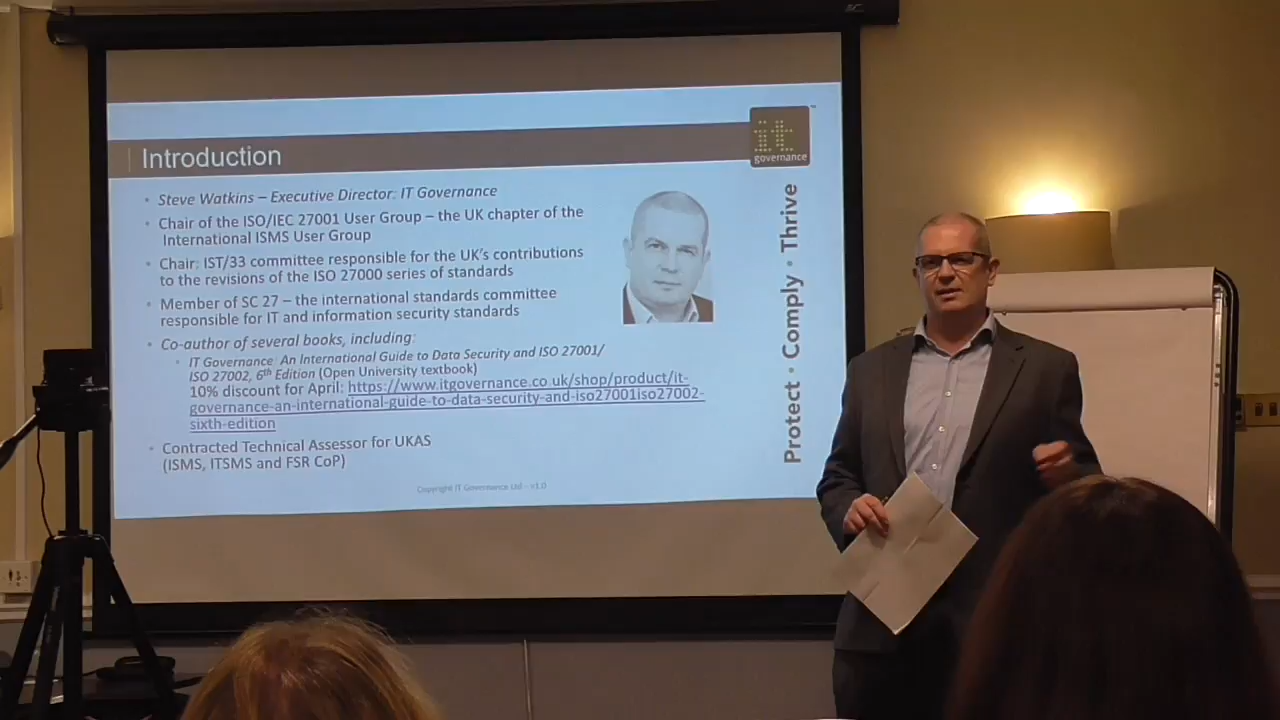 Introduction
it
governance
• Steve Watkins – Executive Director: IT Governance
• Chair of the ISO/IEC 27001 User Group – the UK chapter of the
International ISMS User Group
• Chair: IST/33 committee responsible for the UK's contributions
to the revisions of the ISO 27000 series of standards
• Member of SC 27 – the international standards committee
responsible for IT and information security standards
• Co-author of several books, including:
• IT Governance: An International Guide to Data Security and ISO 27001/
ISO 27002, 6th Edition (Open University textbook)
10% discount for April: https://www.itgovernance.co.uk/shop/product/it-
governance-an-international-guide-to-data-security-and-iso27001iso27002-
sixth-edition
• Contracted Technical Assessor for UKAS
(ISMS, ITSMS and FSR CoP)
Copyright IT Governance Ltd - v1.0
Protect • Comply • Thrive